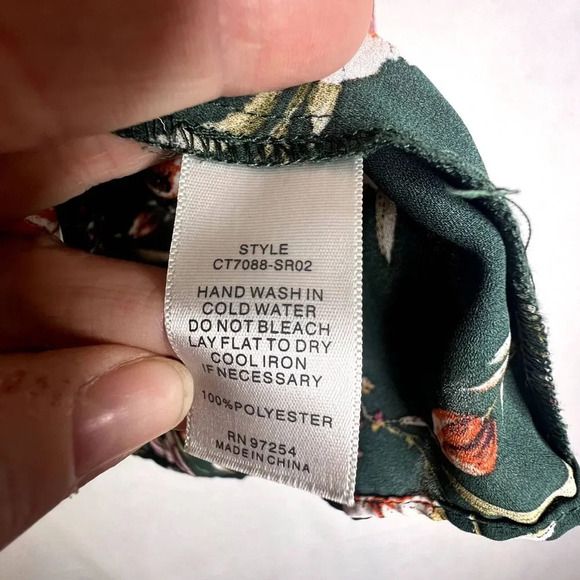 STYLE
CT7088-SR02
HAND WASH IN
COLD WATER
DO NOT BLEACH
LAY FLAT TO DRY
COOL IRON
IF NECESSARY
100%POLYESTER
RN 97254
MADE IN CHINA